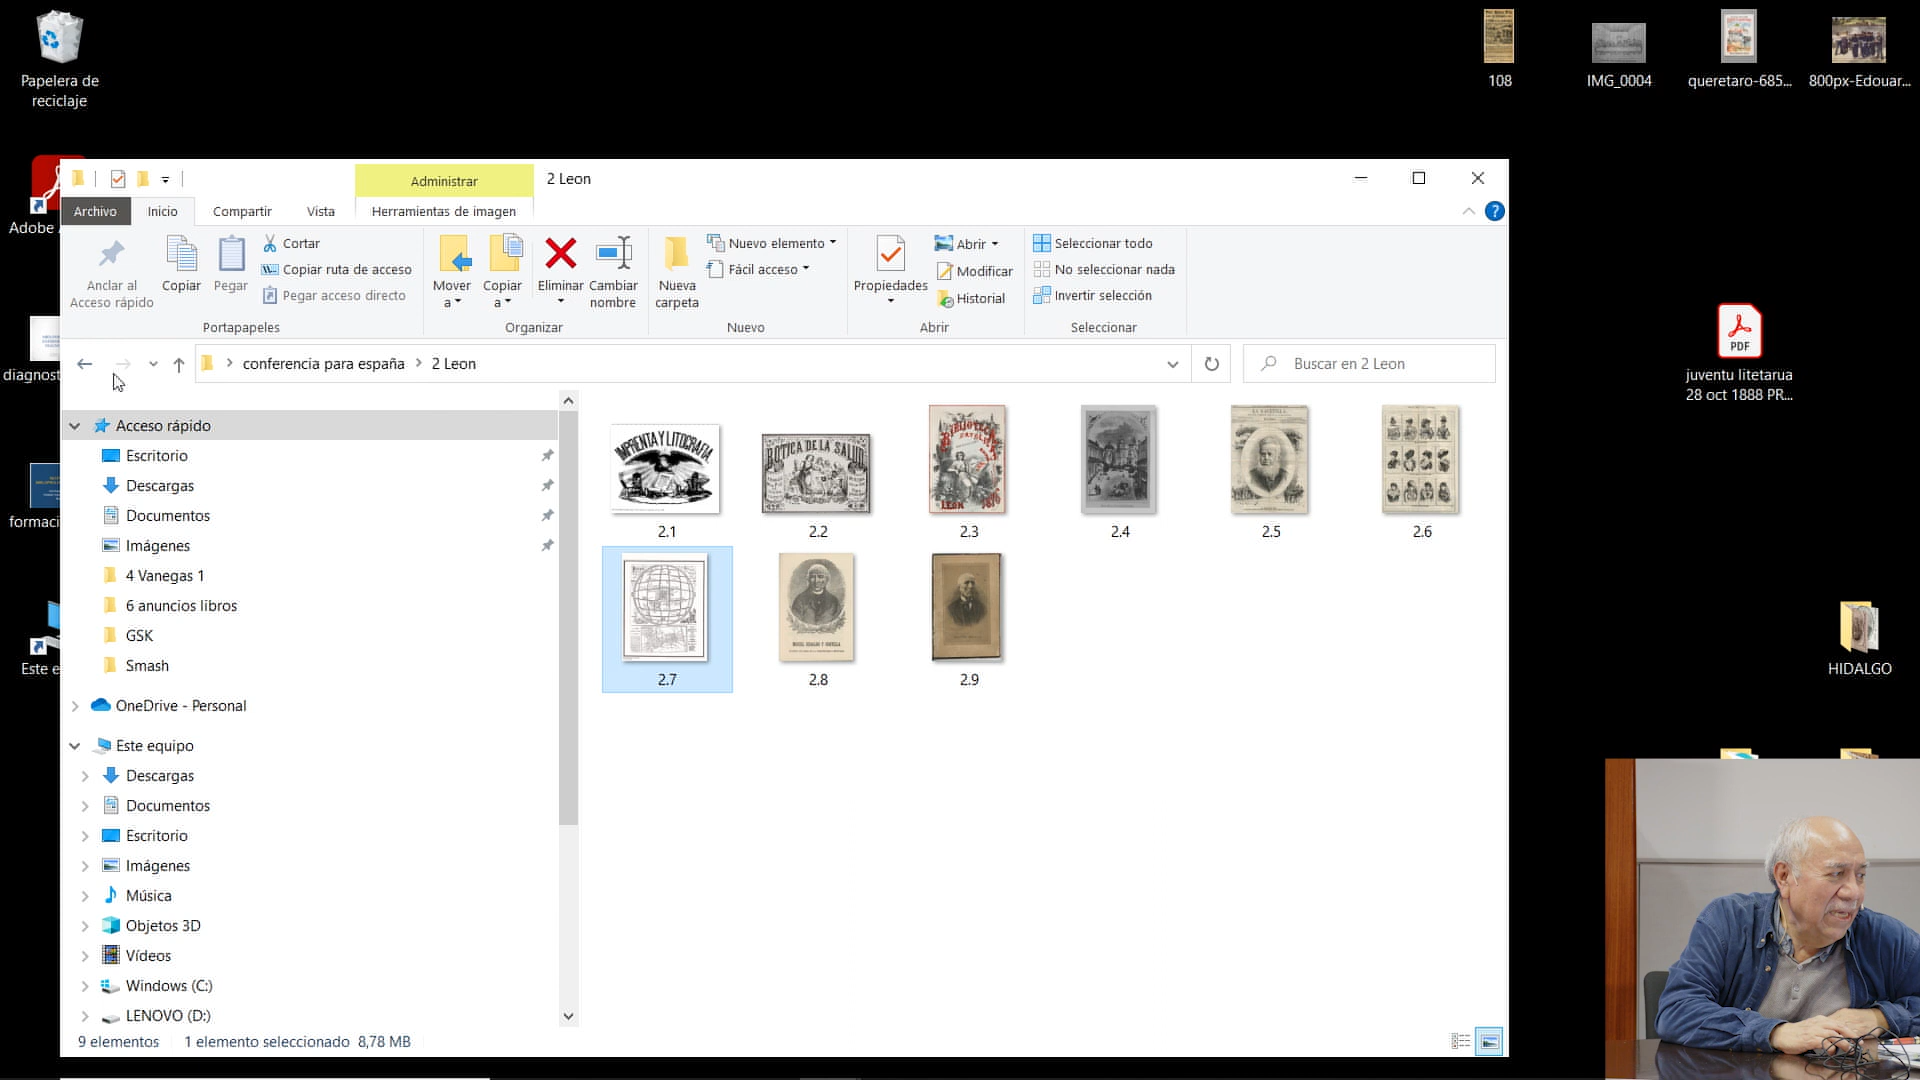 Papelera de
reciclaje
108
IMG_0004
queretaro-685...
800px-Edouar...
Adobe
diagnost
formaci
Este e
juventu litetarua
28 oct 1888 PR...
PDF
HIDALGO
Administrar
2 Leon
Archivo
Inicio
Compartir
Vista
Herramientas de imagen
Anclar al
Acceso rápido
Copiar
Pegar
Cortar
Copiar ruta de acceso
Pegar acceso directo
Portapapeles
Mover
a
Copiar
a
Eliminar
Cambiar
nombre
Organizar
Nueva
carpeta
Nuevo elemento
Fácil acceso
Nuevo
Propiedades
Abrir
Modificar
Historial
Abrir
Seleccionar todo
No seleccionar nada
Invertir selección
Seleccionar
conferencia para españa > 2 Leon
Buscar en 2 Leon
Acceso rápido
Escritorio
Descargas
Documentos
Imágenes
4 Vanegas 1
6 anuncios libros
GSK
Smash
OneDrive - Personal
Este equipo
Descargas
Documentos
Escritorio
Imágenes
Música
Objetos 3D
Vídeos
Windows (C:)
LENOVO (D:)
IMPRENTA Y LITOGRAFIA
2.1
BOTICA DE LA SALUD
2.2
BIBLIOTECA
LEON
2.3
2.4
2.5
2.6
2.7
MIGUEL HIDALGO Y COSTILLA
2.8
2.9
9 elementos
1 elemento seleccionado 8,78 MB